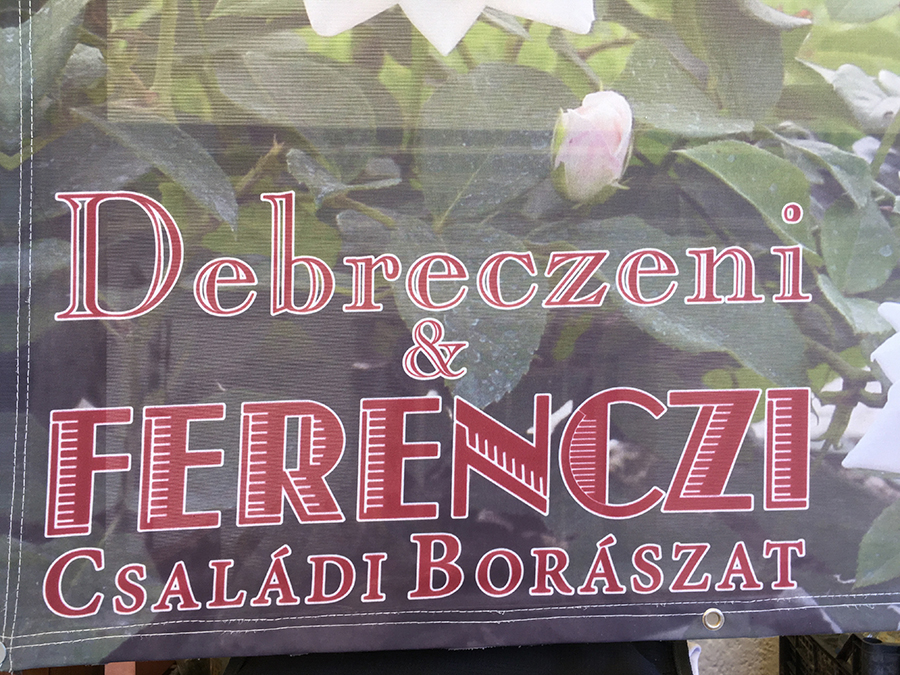 Debreczeni
&
FERENCZI
CSALÁDI BORÁSZAT